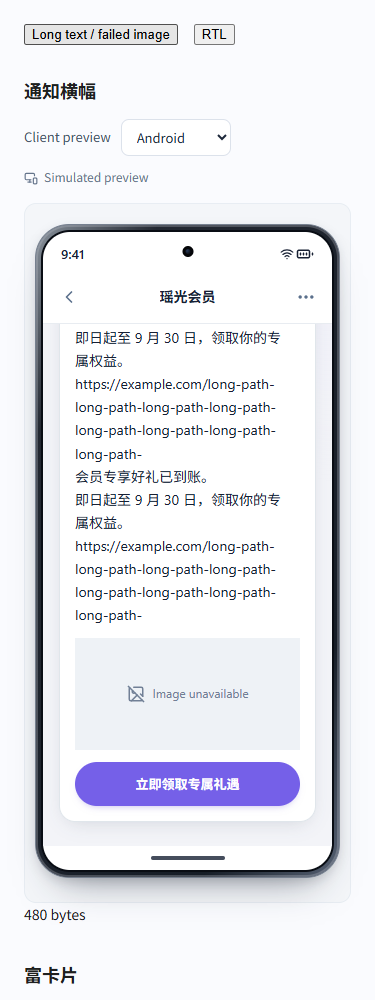 Long text / failed image
RTL
通知横幅
Client preview
Android
Simulated preview
9:41
瑶光会员
即日起至 9 月 30 日，领取你的专
属权益。
https://example.com/long-path-
long-path-long-path-long-path-
long-path-long-path-long-path-
long-path-
会员专享好礼已到账。
即日起至 9 月 30 日，领取你的专
属权益。
https://example.com/long-path-
long-path-long-path-long-path-
long-path-long-path-long-path-
long-path-
Image unavailable
立即领取专属礼遇
480 bytes
富卡片